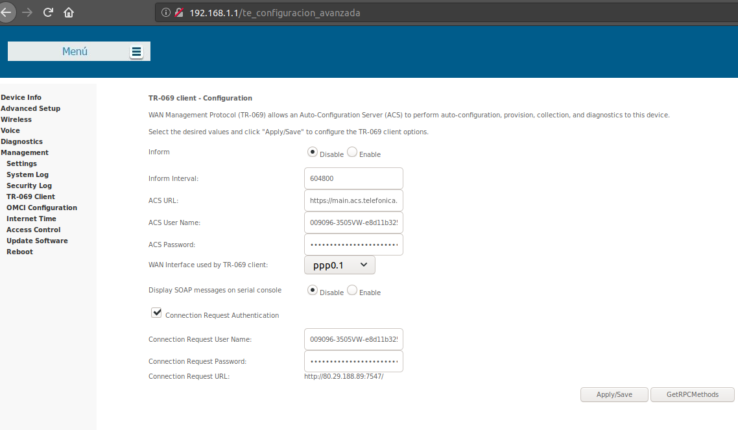 192.168.1.1/te_configuracion_avanzada
Menú
Device Info
Advanced Setup
Wireless
Voice
Diagnostics
Management
Settings
System Log
Security Log
TR-069 Client
OMCI Configuration
Internet Time
Access Control
Update Software
Reboot
TR-069 client - Configuration
WAN Management Protocol (TR-069) allows an Auto-Configuration Server (ACS) to perform auto-configuration, provision, collection, and diagnostics to this device.
Select the desired values and click "Apply/Save" to configure the TR-069 client options.
Inform Disable Enable
Inform Interval: 604800
ACS URL: https://main.acs.telefonica.
ACS User Name: 009096-3505VW-e8d11b32
ACS Password: ••••••••••••••••••••••
WAN Interface used by TR-069 client: ppp0.1
Display SOAP messages on serial console Disable Enable
Connection Request Authentication
Connection Request User Name: 009096-3505VW-e8d11b32
Connection Request Password: ••••••••••••••••••••••
Connection Request URL: http://80.29.188.89:7547/
Apply/Save GetRPCMethods